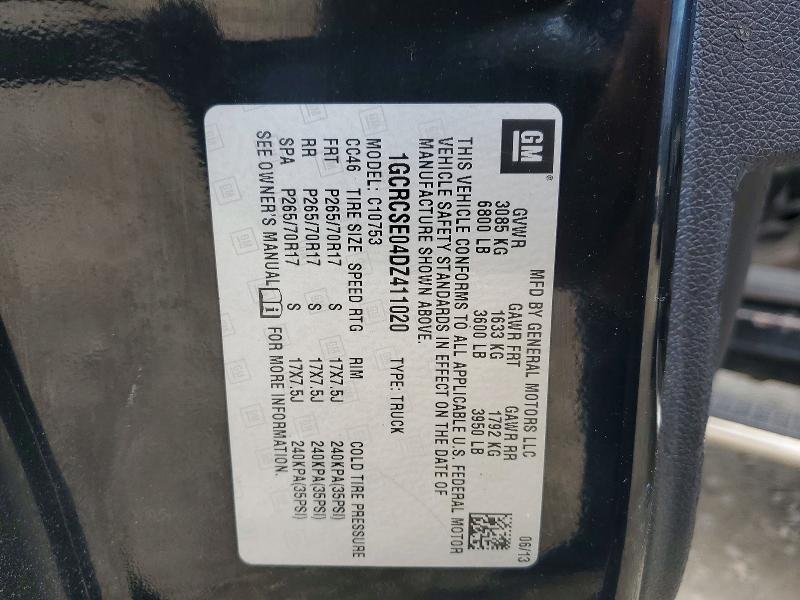 GM
MFD BY GENERAL MOTORS LLC 06/13
GVWR GAWR FRT GAWR RR
3085 KG 1633 KG 1792 KG
6800 LB 3600 LB 3950 LB
THIS VEHICLE CONFORMS TO ALL APPLICABLE U.S. FEDERAL MOTOR
VEHICLE SAFETY STANDARDS IN EFFECT ON THE DATE OF
MANUFACTURE SHOWN ABOVE.
1GCRCSE04DZ411020 TYPE: TRUCK
MODEL: C10753
CC46 TIRE SIZE SPEED RTG RIM COLD TIRE PRESSURE
FRT P265/70R17 S 17X7.5J 240KPA(35PSI)
RR P265/70R17 S 17X7.5J 240KPA(35PSI)
SPA P265/70R17 S 17X7.5J 240KPA(35PSI)
SEE OWNER'S MANUAL FOR MORE INFORMATION.